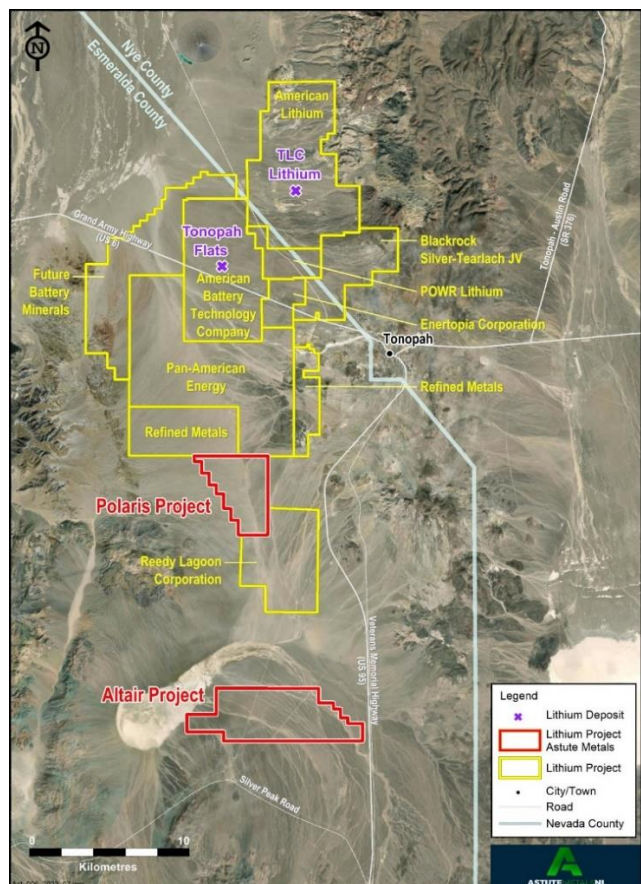 N
Nye County
Esmeralda County
American
Lithium
TLC
Lithium
Grand Army Highway
(US 6)
Tonopah
Flats
American
Battery
Technology
Company
Future
Battery
Minerals
Blackrock
Silver-Tearlach JV
Tonopah - Austin Road
(SR 376)
POWR Lithium
Enertopia Corporation
Tonopah
Pan-American
Energy
Refined Metals
Refined Metals
Polaris Project
Reedy Lagoon
Corporation
Veterans Memorial Highway
(US 95)
Altair Project
Silver Peak Road
0 10
Kilometres
Legend
Lithium Deposit
Lithium Project
Astute Metals
Lithium Project
City/Town
Road
Nevada County
ASTUTE METALS NL